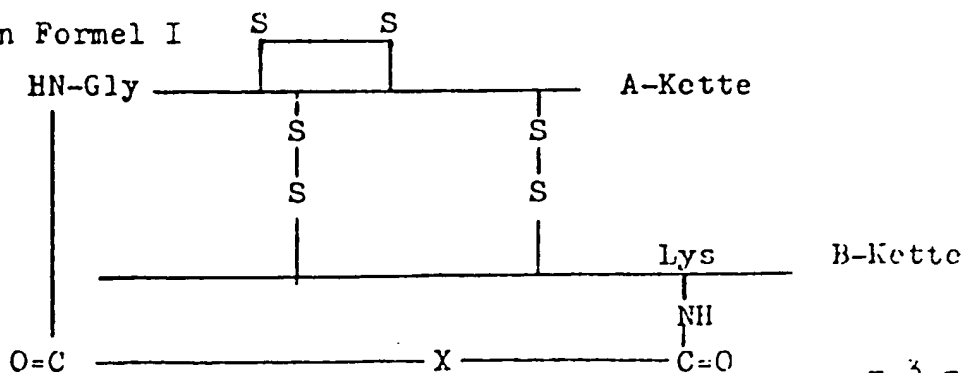 n Formel I
S S
HN-Gly A-Kette
S S
S S
Lys B-Kette
NH
O=C X C=O